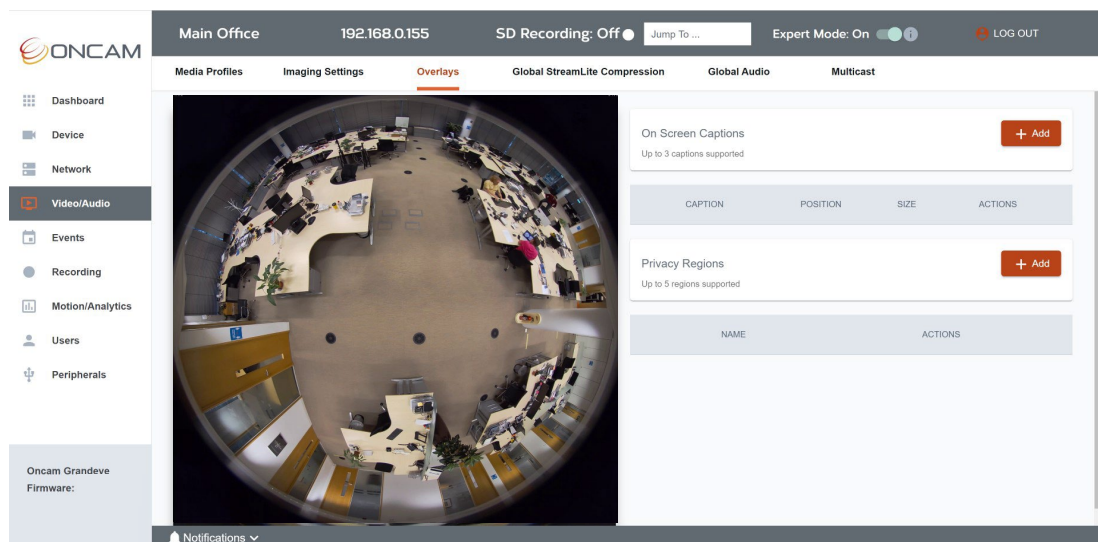 ONCAM
Main Office 192.168.0.155 SD Recording: Off Jump To ... Expert Mode: On i LOG OUT
Media Profiles Imaging Settings Overlays Global StreamLite Compression Global Audio Multicast
Dashboard
Device
Network
Video/Audio
Events
Recording
Motion/Analytics
Users
Peripherals
Oncam Grandeve
Firmware:
On Screen Captions
Up to 3 captions supported
+ Add
CAPTION POSITION SIZE ACTIONS
Privacy Regions
Up to 5 regions supported
+ Add
NAME ACTIONS
Notifications